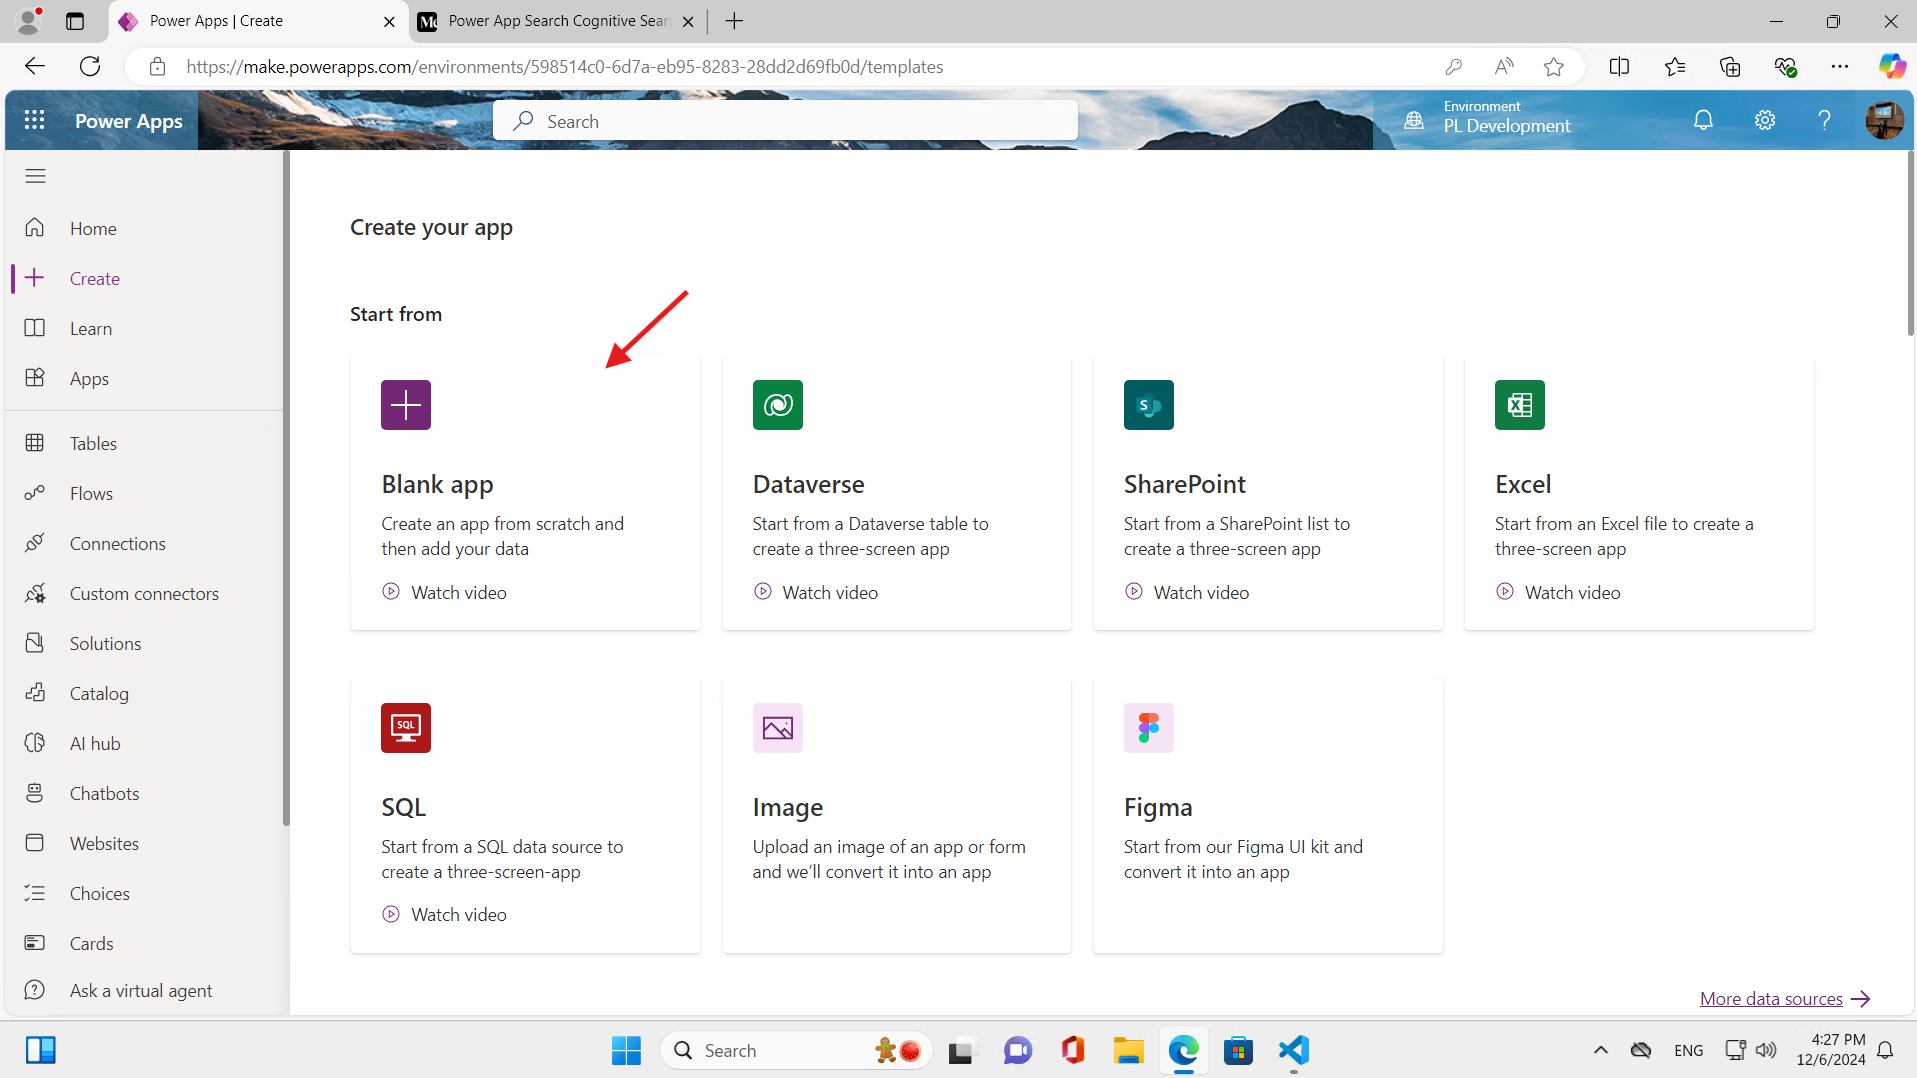 Power Apps | Create
Power App Search Cognitive Sear
https://make.powerapps.com/environments/598514c0-6d7a-eb95-8283-28dd2d69fb0d/templates
Power Apps
Search
Environment
PL Development
Home
Create
Learn
Apps
Tables
Flows
Connections
Custom connectors
Solutions
Catalog
AI hub
Chatbots
Websites
Choices
Cards
Ask a virtual agent
Create your app
Start from
Blank app
Create an app from scratch and
then add your data
Watch video
Dataverse
Start from a Dataverse table to
create a three-screen app
Watch video
SharePoint
Start from a SharePoint list to
create a three-screen app
Watch video
Excel
Start from an Excel file to create a
three-screen app
Watch video
SQL
SQL
Start from a SQL data source to
create a three-screen-app
Watch video
Image
Upload an image of an app or form
and we’ll convert it into an app
Figma
Start from our Figma UI kit and
convert it into an app
More data sources
Search
ENG
4:27 PM
12/6/2024